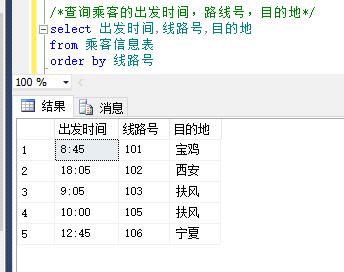 /*查询乘客的出发时间，路线号，目的地*/
select 出发时间,线路号,目的地
from 乘客信息表
order by 线路号
100 %
结果 消息
出发时间 线路号 目的地
1 8:45 101 宝鸡
2 18:05 102 西安
3 9:05 103 扶风
4 10:00 105 扶风
5 12:45 106 宁夏